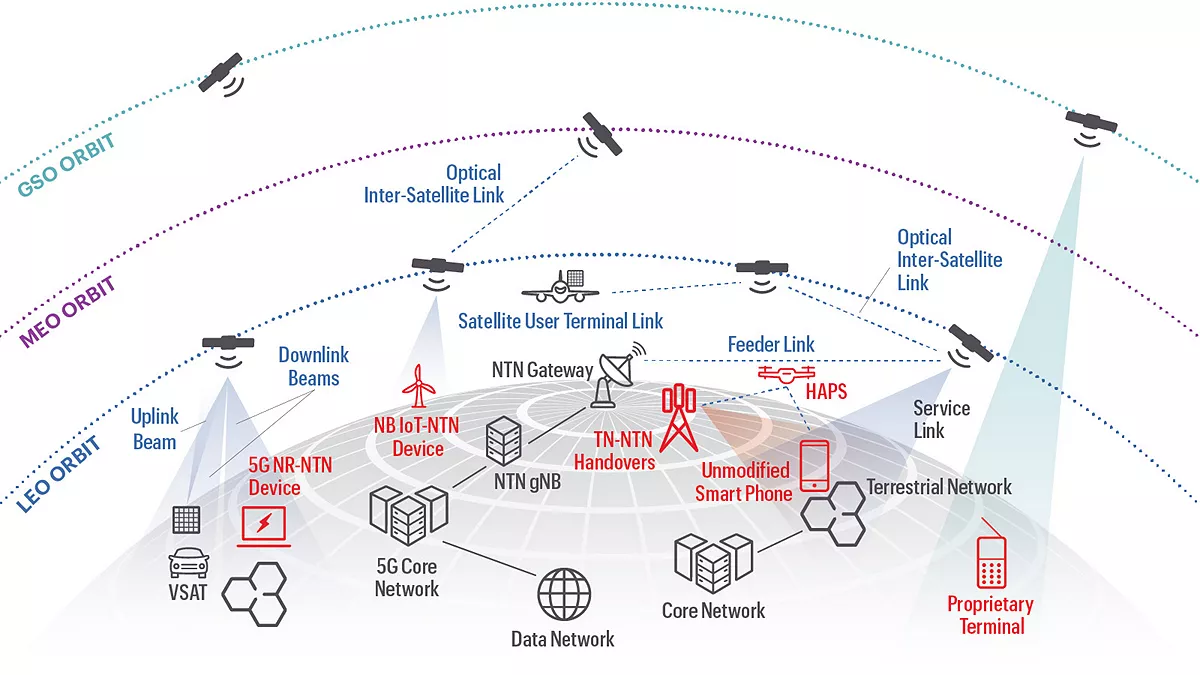 GSO ORBIT
MEO ORBIT
LEO ORBIT
Optical
Inter-Satellite Link
Optical
Inter-Satellite
Link
Satellite User Terminal Link
Downlink
Beams
Uplink
Beam
NTN Gateway
Feeder Link
HAPS
Service
Link
NB IoT-NTN
Device
TN-NTN
Handovers
5G NR-NTN
Device
NTN gNB
Unmodified
Smart Phone
Terrestrial Network
VSAT
5G Core
Network
Data Network
Core Network
Proprietary
Terminal